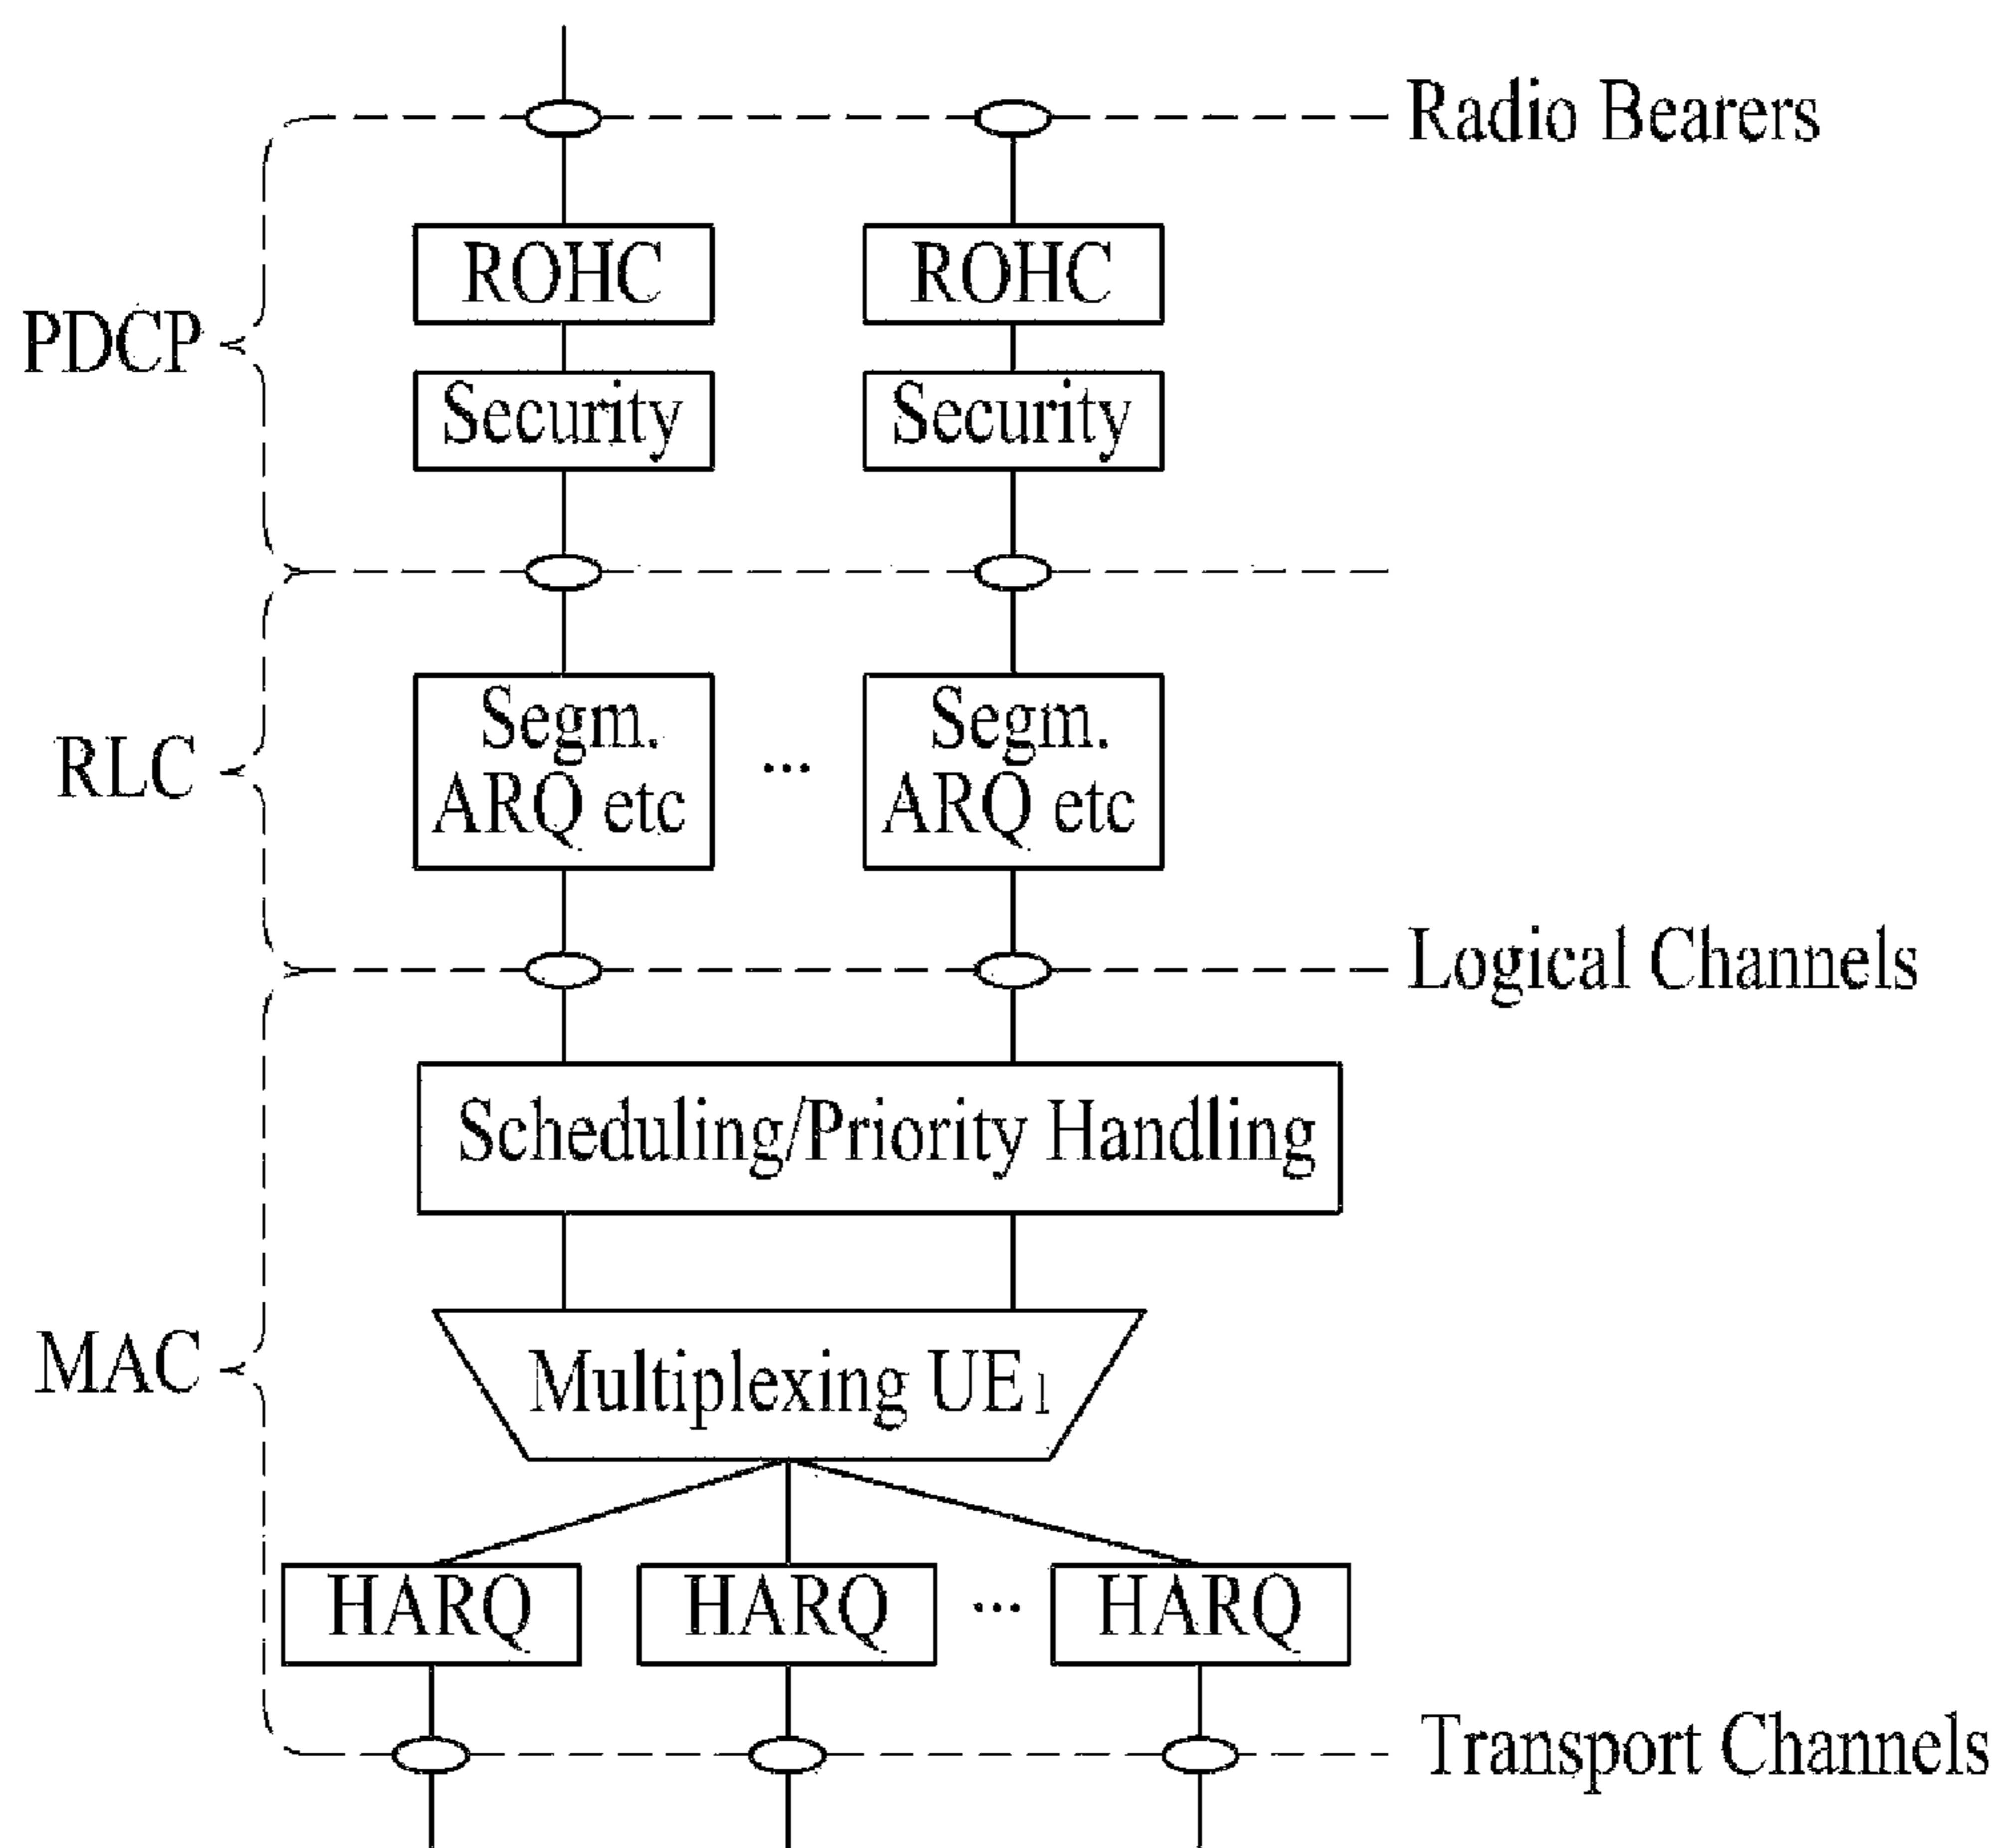 Radio Bearers
ROHC
ROHC
PDCP
Security
Security
Segm.
ARQ etc
...
Segm.
ARQ etc
RLC
Logical Channels
Scheduling/Priority Handling
MAC
Multiplexing UE1
HARQ
HARQ
...
HARQ
Transport Channels